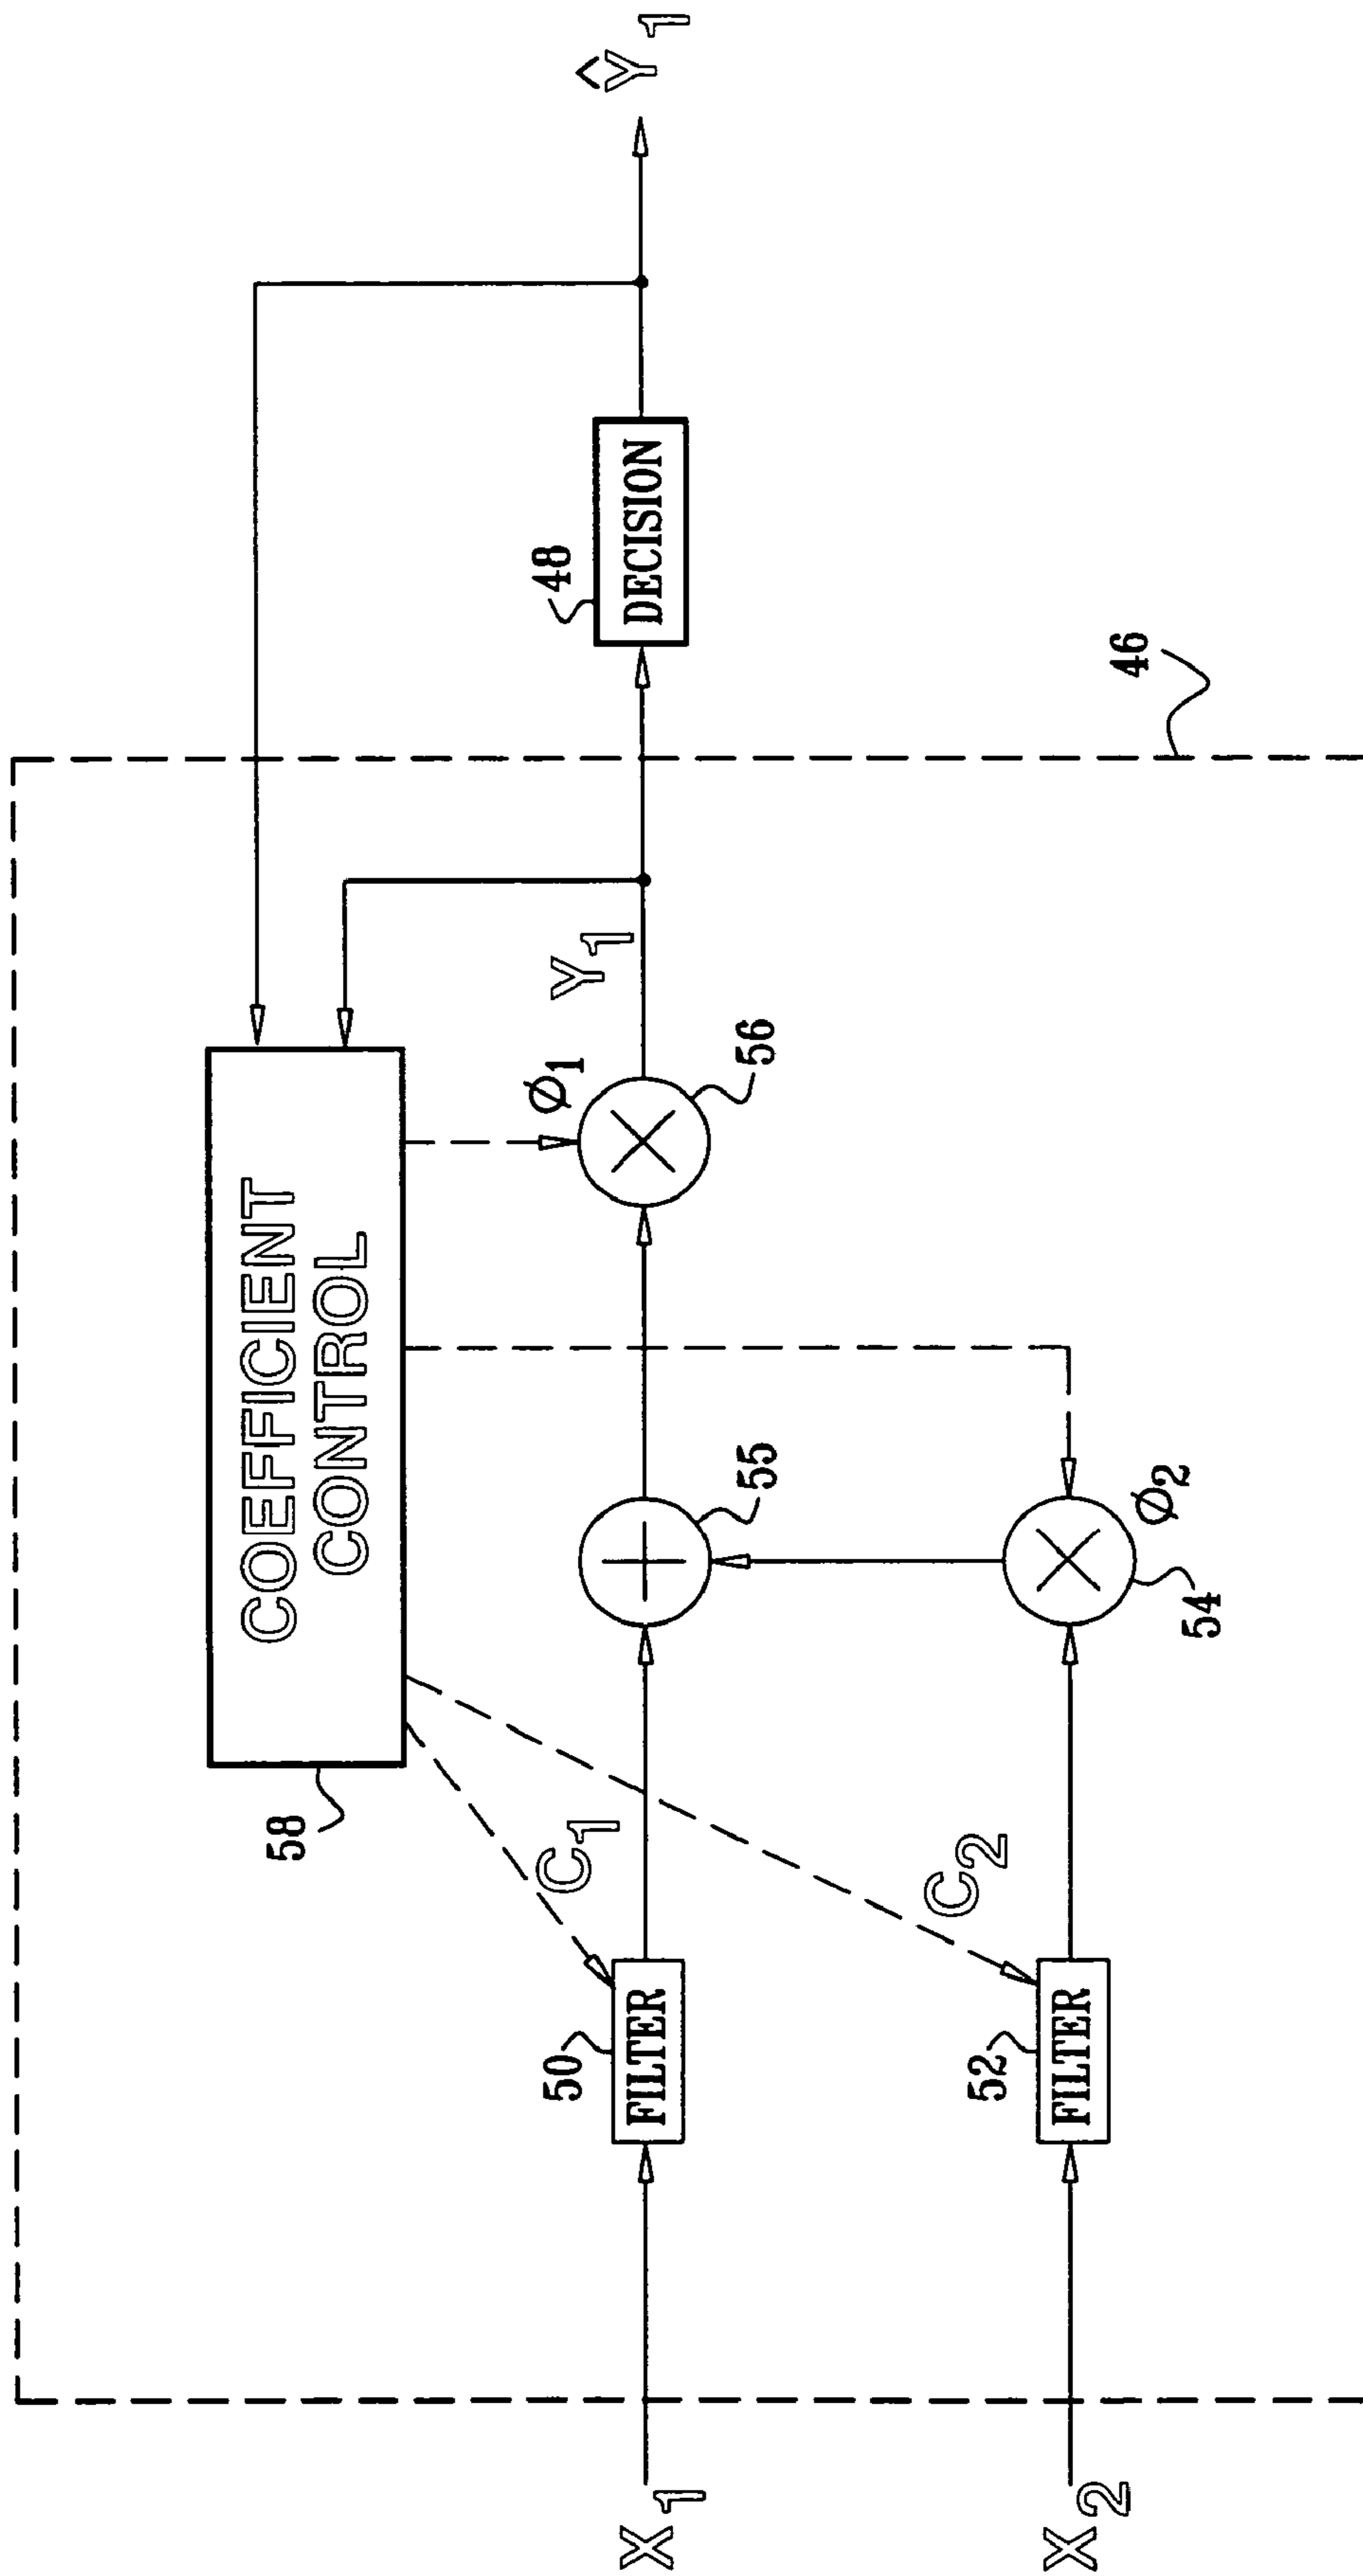 COEFFICIENT
CONTROL
58
Ŷ1
48
DECISION
Y1
ø1
56
55
C1
50
FILTER
X1
46
ø2
54
C2
52
FILTER
X2